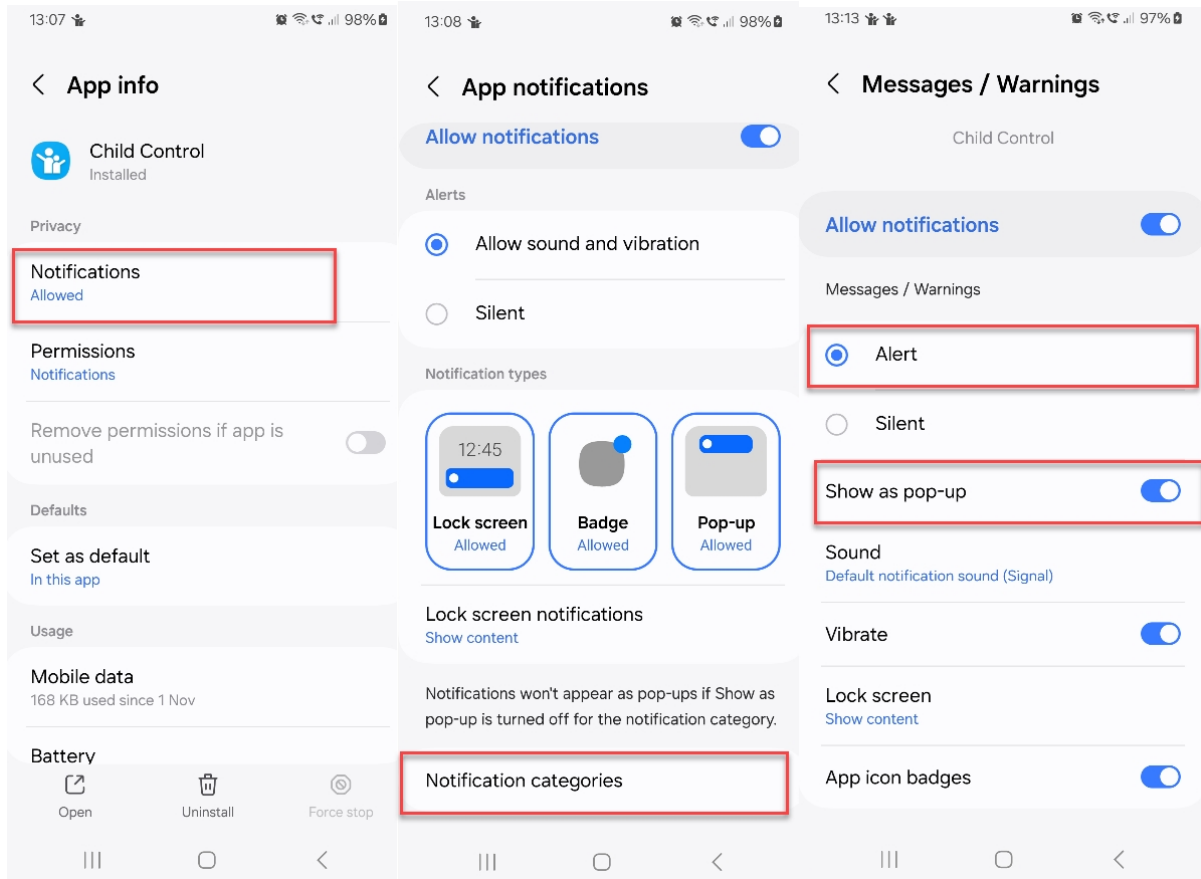 13:07
98%
App info
Child Control
Installed
Privacy
Notifications
Allowed
Permissions
Notifications
Remove permissions if app is
unused
Defaults
Set as default
In this app
Usage
Mobile data
168 KB used since 1 Nov
Battery
Open
Uninstall
Force stop
13:08
98%
App notifications
Allow notifications
Alerts
Allow sound and vibration
Silent
Notification types
12:45
Lock screen
Allowed
Badge
Allowed
Pop-up
Allowed
Lock screen notifications
Show content
Notifications won't appear as pop-ups if Show as
pop-up is turned off for the notification category.
Notification categories
13:13
97%
Messages / Warnings
Child Control
Allow notifications
Messages / Warnings
Alert
Silent
Show as pop-up
Sound
Default notification sound (Signal)
Vibrate
Lock screen
Show content
App icon badges